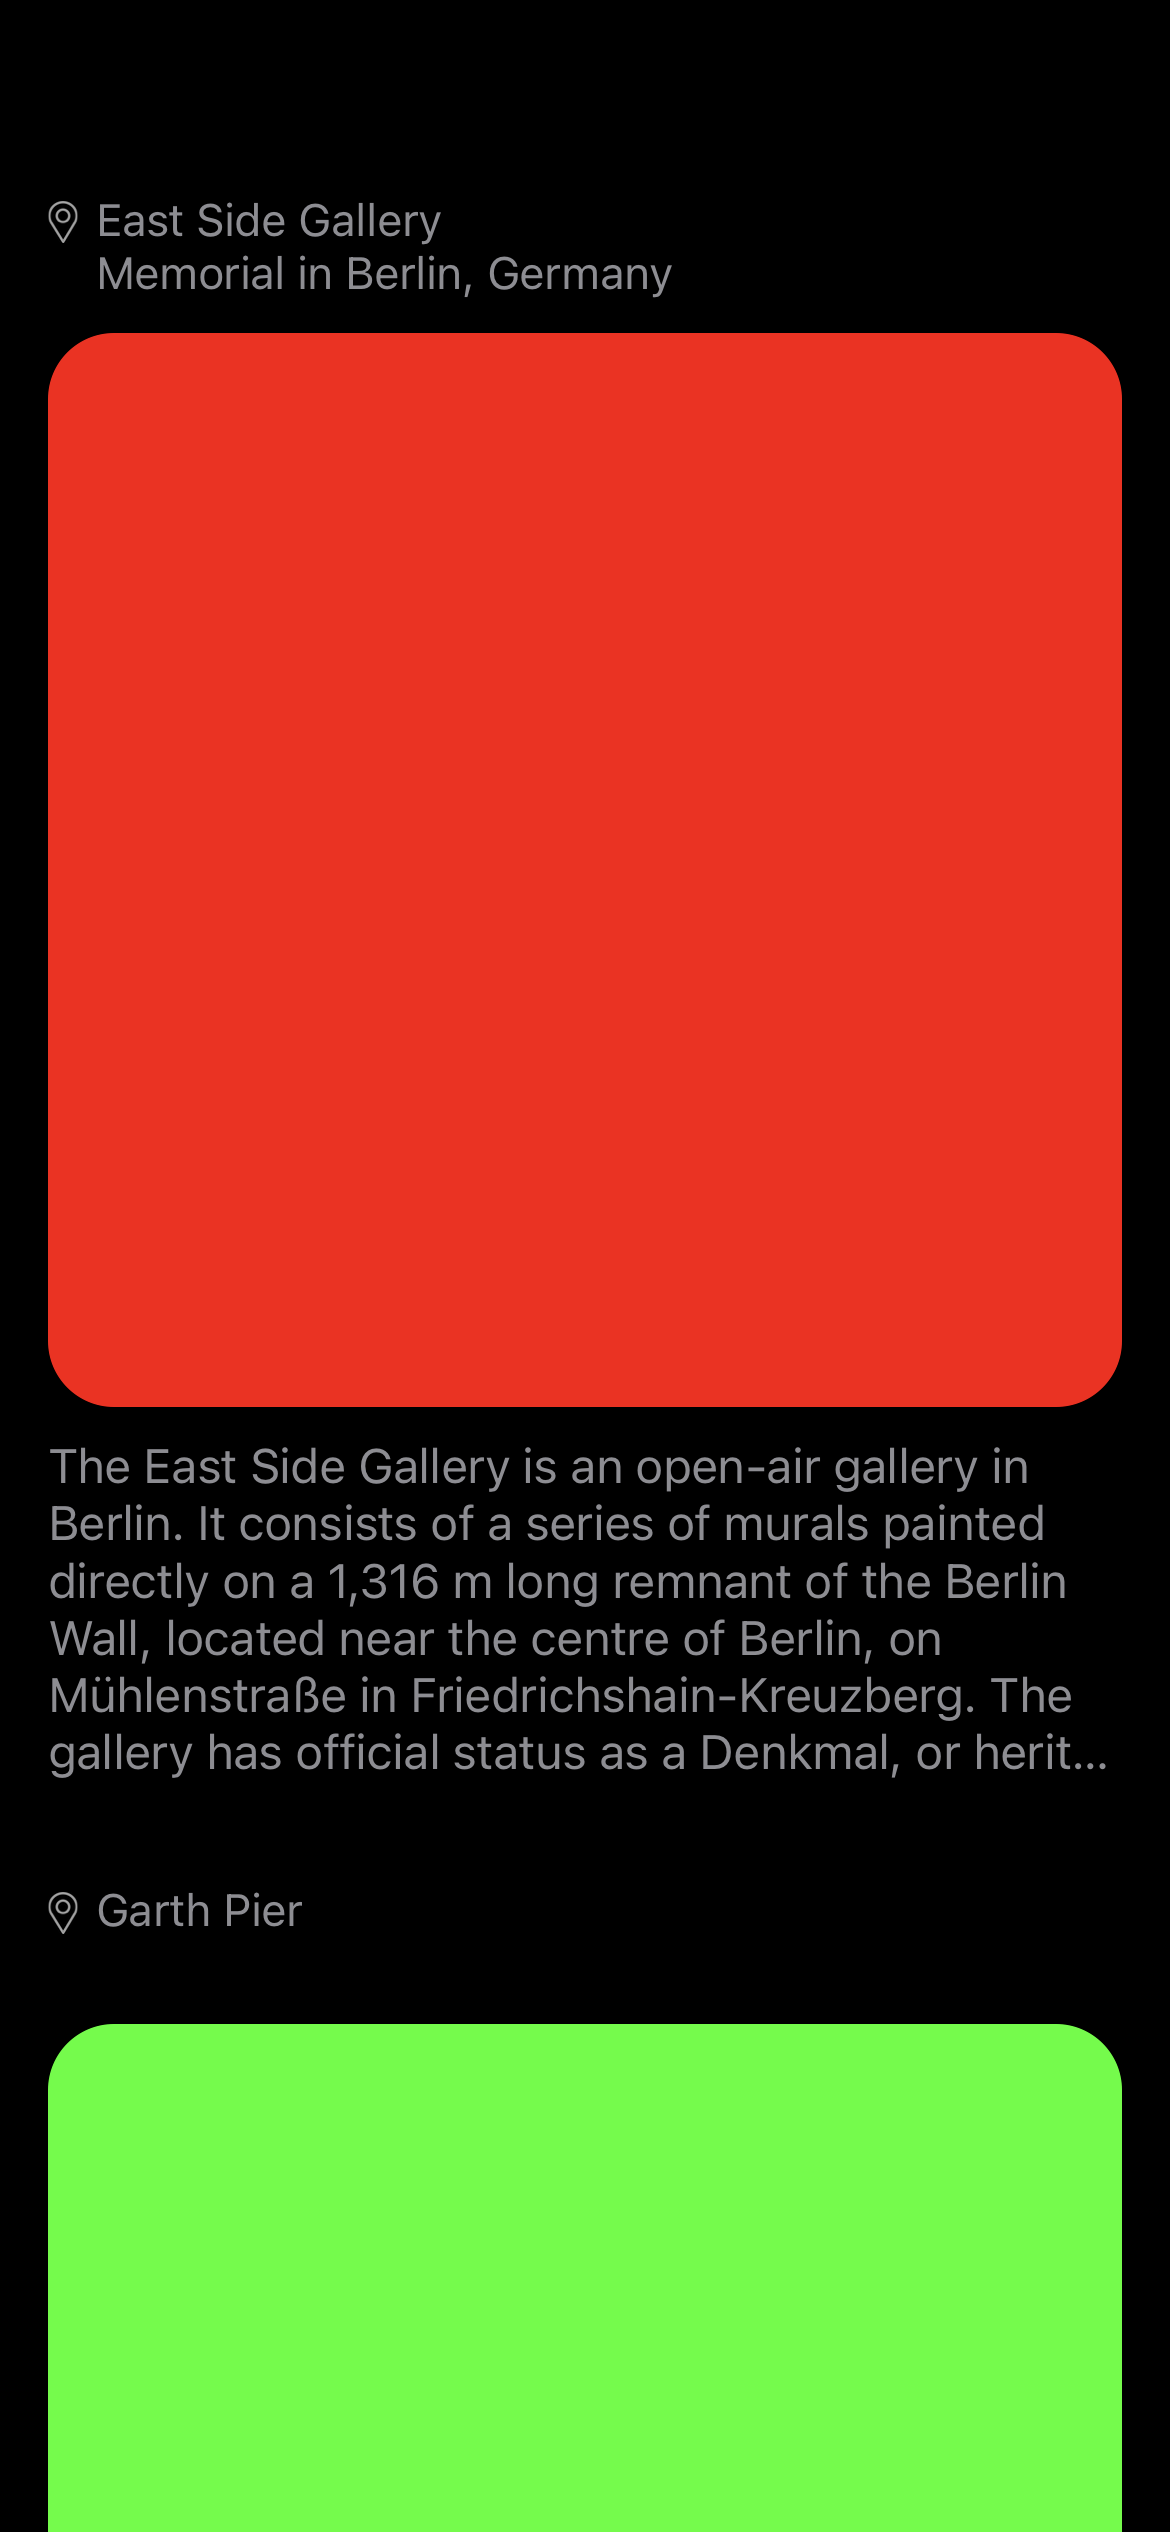 East Side Gallery
Memorial in Berlin, Germany
The East Side Gallery is an open-air gallery in
Berlin. It consists of a series of murals painted
directly on a 1,316 m long remnant of the Berlin
Wall, located near the centre of Berlin, on
Mühlenstraße in Friedrichshain-Kreuzberg. The
gallery has official status as a Denkmal, or herit...
Garth Pier